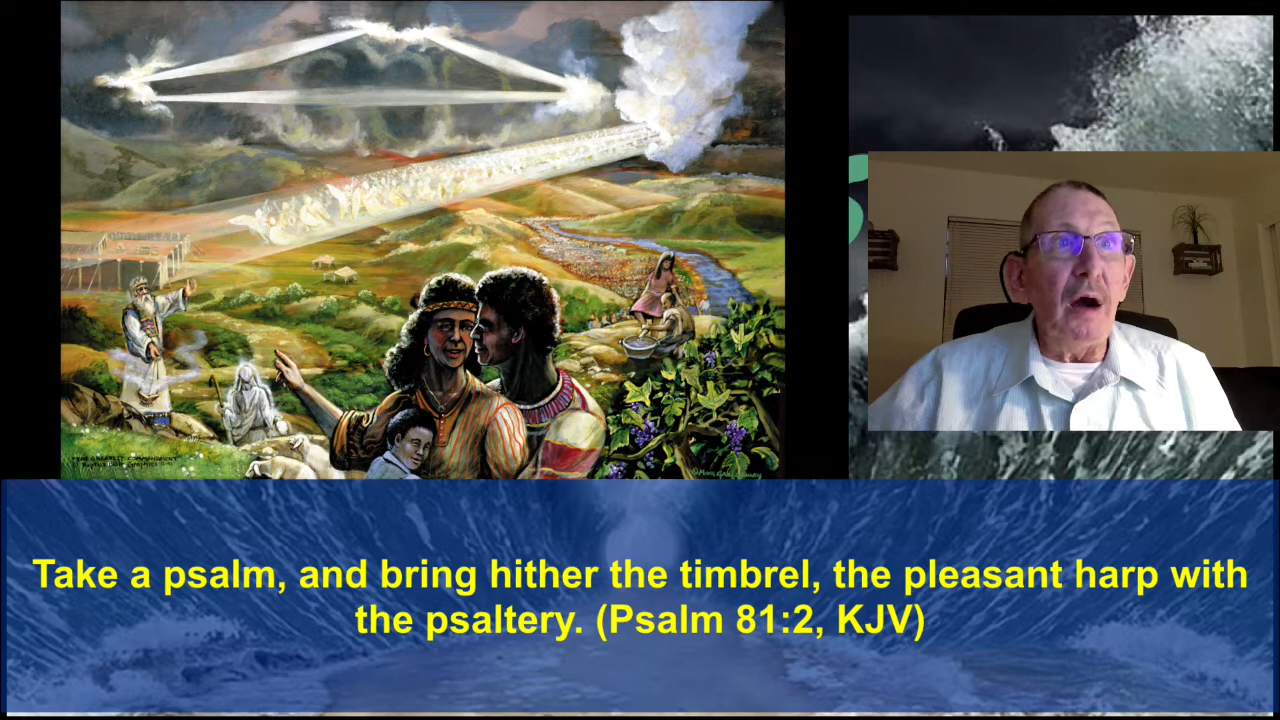 Take a psalm, and bring hither the timbrel, the pleasant harp with
the psaltery. (Psalm 81:2, KJV)